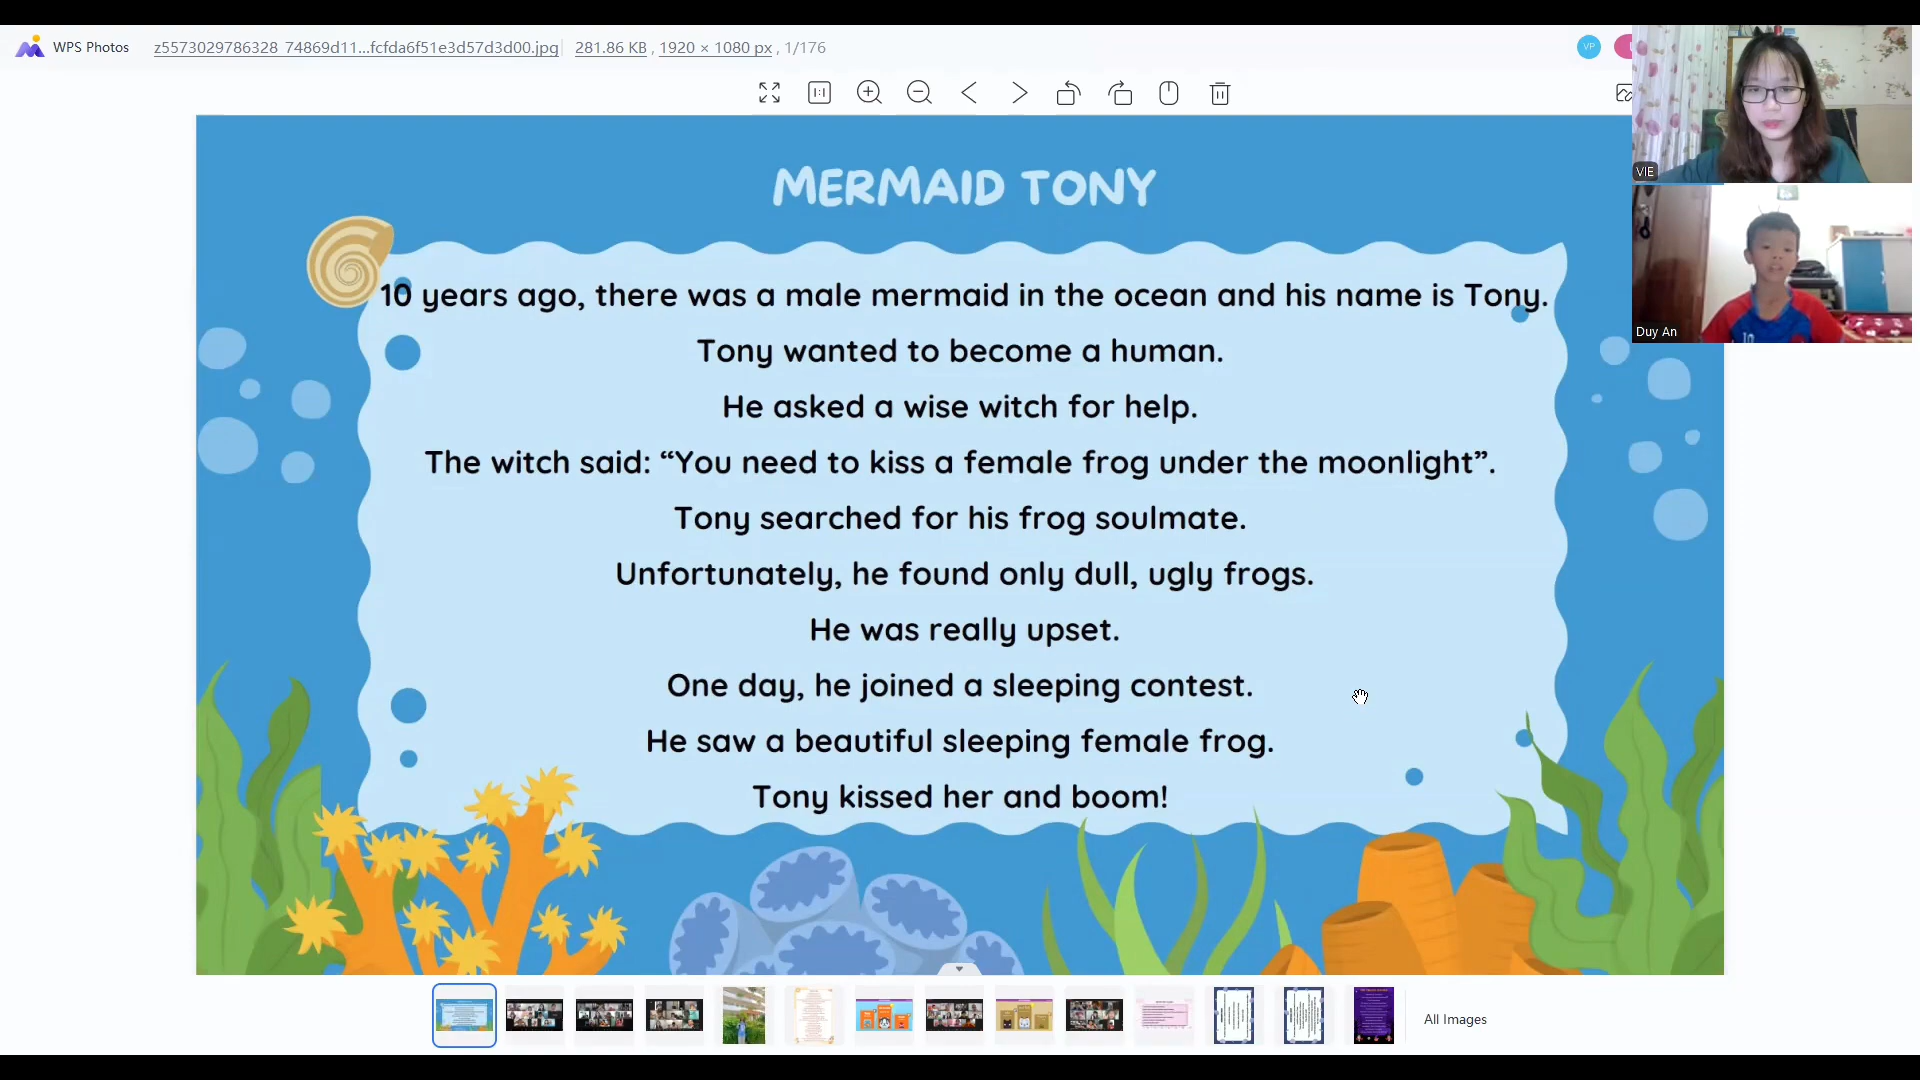 WPS Photos z5573029786328_74869d11...fcfda6f51e3d57d3d00.jpg 281.86 KB , 1920 × 1080 px , 1/176
VP
VIE
Duy An
MERMAID TONY
10 years ago, there was a male mermaid in the ocean and his name is Tony.
Tony wanted to become a human.
He asked a wise witch for help.
The witch said: “You need to kiss a female frog under the moonlight”.
Tony searched for his frog soulmate.
Unfortunately, he found only dull, ugly frogs.
He was really upset.
One day, he joined a sleeping contest.
He saw a beautiful sleeping female frog.
Tony kissed her and boom!
All Images